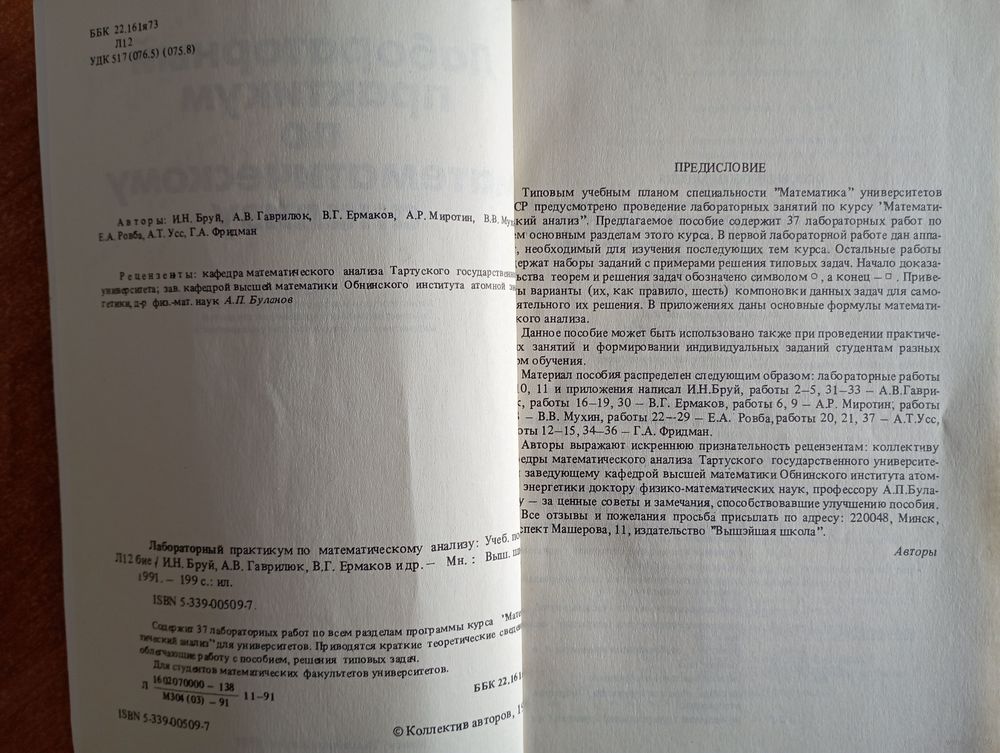 ББК 22.161я73
Л12
УДК 517 (076.5) (075.8)
Авторы: И.Н. Бруй, А.В. Гаврилюк, В.Г. Ермаков, А.Р. Миротин, В.В. Мух
Е.А. Ровба, А.Т. Усс, Г.А. Фридман
Рецензенты: кафедра математического анализа Тартуского государственн
университета; зав. кафедрой высшей математики Обнинского института атомной эн
гетики, д-р физ.-мат. наук А.П. Буланов
Лабораторный практикум по математическому анализу: Учеб. по
Л12 бие / И.Н. Бруй, А.В. Гаврилюк, В.Г. Ермаков и др. — Мн. : Выш. шк
1991. — 199 с.: ил.
ISBN 5-339-00509-7.
Содержит 37 лабораторных работ по всем разделам программы курса "Матем
тический анализ" для университетов. Приводятся краткие теоретические сведен
облегчающие работу с пособием, решения типовых задач.
Для студентов математических факультетов университетов.
Л 1602070000 — 138
М304 (03) — 91 11-91
ББК 22.161
ISBN 5-339-00509-7
© Коллектив авторов, 19
ПРЕДИСЛОВИЕ
Типовым учебным планом специальности "Математика" университетов
СР предусмотрено проведение лабораторных занятий по курсу "Математи-
кий анализ". Предлагаемое пособие содержит 37 лабораторных работ по
м основным разделам этого курса. В первой лабораторной работе дан аппа-
т, необходимый для изучения последующих тем курса. Остальные работы
держат наборы заданий с примерами решения типовых задач. Начало доказа-
ьства теорем и решения задач обозначено символом ○, а конец — □. Приве-
ы варианты (их, как правило, шесть) компоновки данных задач для само-
ятельного их решения. В приложениях даны основные формулы математи-
кого анализа.
Данное пособие может быть использовано также при проведении практиче-
х занятий и формировании индивидуальных заданий студентам разных
рм обучения.
Материал пособия распределен следующим образом: лабораторные работы
10, 11 и приложения написал И.Н.Бруй, работы 2—5, 31—33 — А.В.Гаври-
к, работы 16—19, 30 — В.Г. Ермаков, работы 6, 9 — А.Р. Миротин, работы
— В.В. Мухин, работы 22—29 — Е.А. Ровба, работы 20, 21, 37 — А.Т.Усс,
оты 12—15, 34—36 — Г.А. Фридман.
Авторы выражают искреннюю признательность рецензентам: коллективу
едры математического анализа Тартуского государственного университе-
заведующему кафедрой высшей математики Обнинского института атом-
энергетики доктору физико-математических наук, профессору А.П.Була-
у — за ценные советы и замечания, способствовавшие улучшению пособия.
Все отзывы и пожелания просьба присылать по адресу: 220048, Минск,
спект Машерова, 11, издательство "Вышэйшая школа".
Авторы